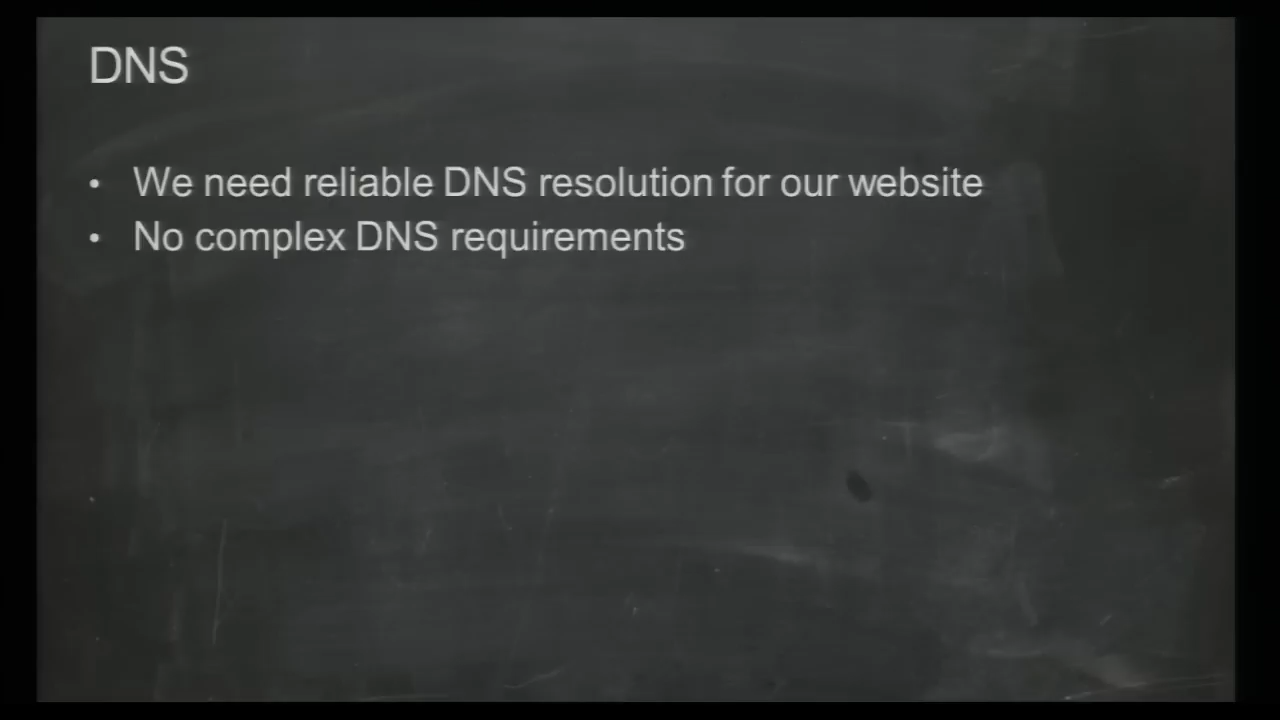 DNS
• We need reliable DNS resolution for our website
• No complex DNS requirements